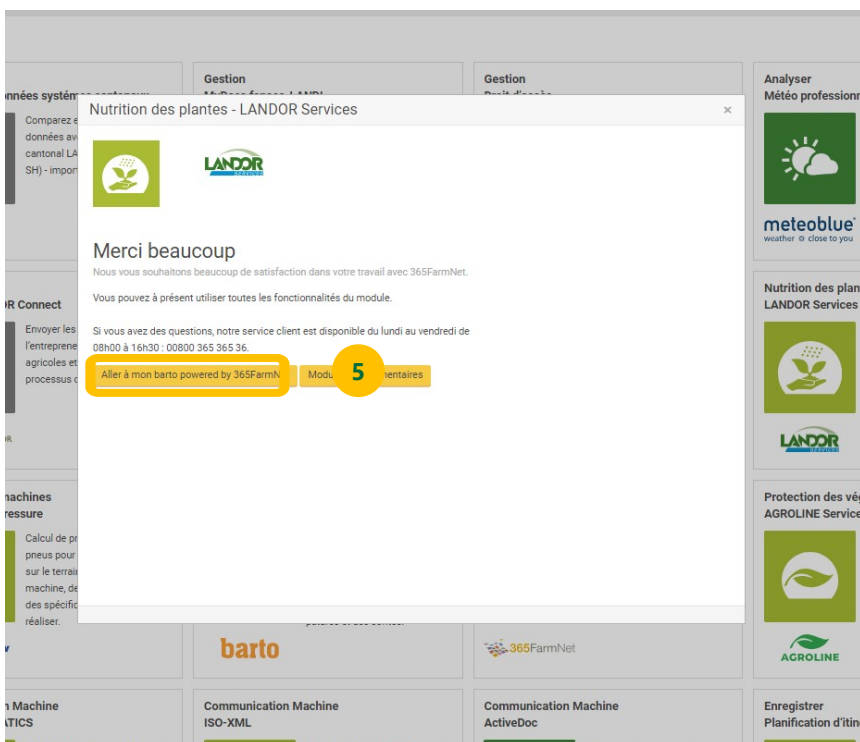 Gestion
Gestion
Analyser
Météo professionn
Nutrition des plantes - LANDOR Services
×
Comparez e
données av
cantonal LA
SH) - import
LANDOR
SERVICES
meteoblue
weather close to you
Merci beaucoup
Nous vous souhaitons beaucoup de satisfaction dans votre travail avec 365FarmNet.
Vous pouvez à présent utiliser toutes les fonctionnalités du module.
Si vous avez des questions, notre service client est disponible du lundi au vendredi de
08h00 à 16h30 : 00800 365 365 36.
Aller à mon barto powered by 365FarmN
Modu
5
entaires
R Connect
Envoyer les
l'entreprene
agricoles et
processus d
Nutrition des plan
LANDOR Services
LANDOR
SERVICES
machines
ressure
Calcul de pr
pneus pour
sur le terrain
machine, de
des spécific
réaliser.
barto
365FarmNet
Protection des vé
AGROLINE Service
AGROLINE
n Machine
ATICS
Communication Machine
ISO-XML
Communication Machine
ActiveDoc
Enregistrer
Planification d'itin